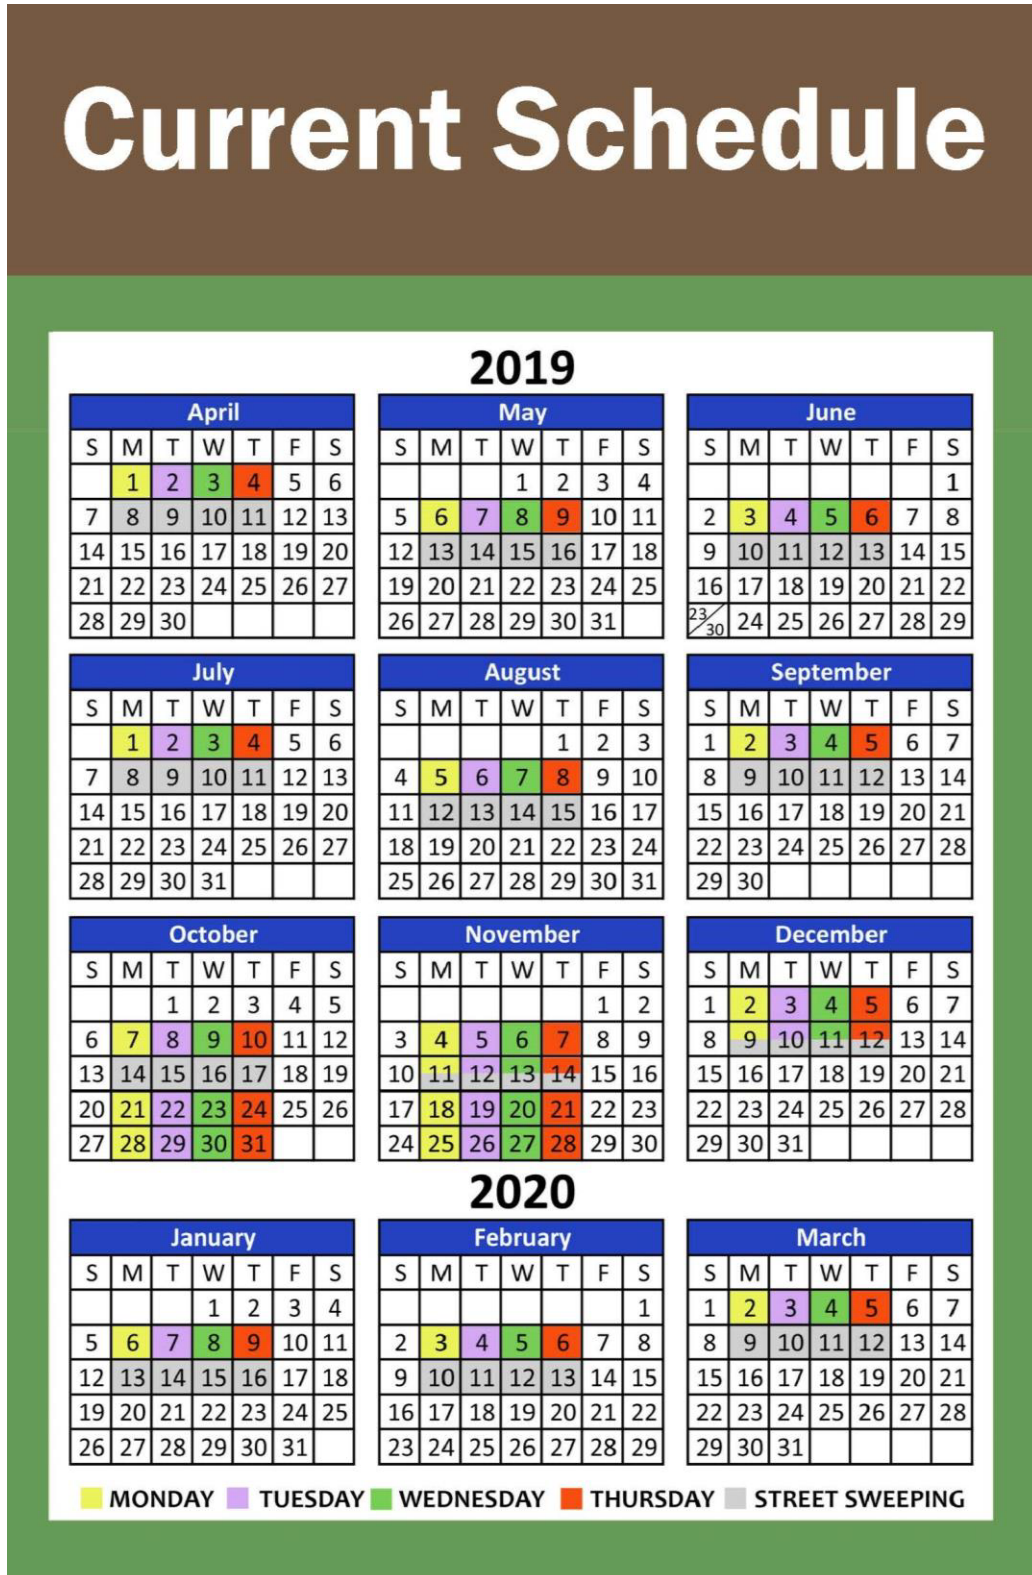 Current Schedule
2019
April May June
S M T W T F S S M T W T F S S M T W T F S
1 2 3 4 5 6 1 2 3 4 1
7 8 9 10 11 12 13 5 6 7 8 9 10 11 2 3 4 5 6 7 8
14 15 16 17 18 19 20 12 13 14 15 16 17 18 9 10 11 12 13 14 15
21 22 23 24 25 26 27 19 20 21 22 23 24 25 16 17 18 19 20 21 22
28 29 30 26 27 28 29 30 31 23/30 24 25 26 27 28 29
July August September
S M T W T F S S M T W T F S S M T W T F S
1 2 3 4 5 6 1 2 3 1 2 3 4 5 6 7
7 8 9 10 11 12 13 4 5 6 7 8 9 10 8 9 10 11 12 13 14
14 15 16 17 18 19 20 11 12 13 14 15 16 17 15 16 17 18 19 20 21
21 22 23 24 25 26 27 18 19 20 21 22 23 24 22 23 24 25 26 27 28
28 29 30 31 25 26 27 28 29 30 31 29 30
October November December
S M T W T F S S M T W T F S S M T W T F S
1 2 3 4 5 1 2 1 2 3 4 5 6 7
6 7 8 9 10 11 12 3 4 5 6 7 8 9 8 9 10 11 12 13 14
13 14 15 16 17 18 19 10 11 12 13 14 15 16 15 16 17 18 19 20 21
20 21 22 23 24 25 26 17 18 19 20 21 22 23 22 23 24 25 26 27 28
27 28 29 30 31 24 25 26 27 28 29 30 29 30 31
2020
January February March
S M T W T F S S M T W T F S S M T W T F S
1 2 3 4 1 1 2 3 4 5 6 7
5 6 7 8 9 10 11 2 3 4 5 6 7 8 8 9 10 11 12 13 14
12 13 14 15 16 17 18 9 10 11 12 13 14 15 15 16 17 18 19 20 21
19 20 21 22 23 24 25 16 17 18 19 20 21 22 22 23 24 25 26 27 28
26 27 28 29 30 31 23 24 25 26 27 28 29 29 30 31
MONDAY TUESDAY WEDNESDAY THURSDAY STREET SWEEPING